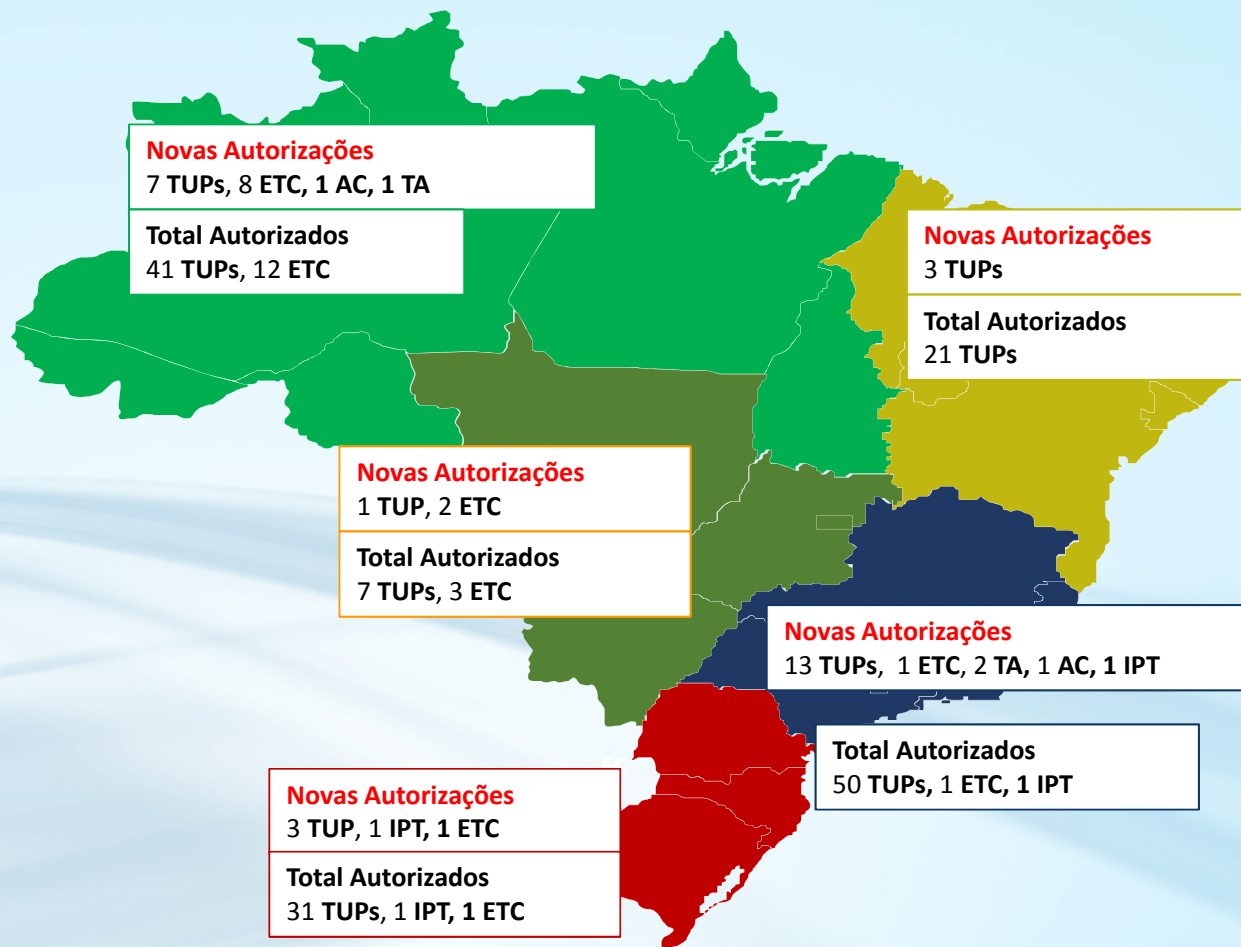 Novas Autorizações
7 TUPs, 8 ETC, 1 AC, 1 TA
Total Autorizados
41 TUPs, 12 ETC
Novas Autorizações
3 TUPs
Total Autorizados
21 TUPs
Novas Autorizações
1 TUP, 2 ETC
Total Autorizados
7 TUPs, 3 ETC
Novas Autorizações
13 TUPs, 1 ETC, 2 TA, 1 AC, 1 IPT
Total Autorizados
50 TUPs, 1 ETC, 1 IPT
Novas Autorizações
3 TUP, 1 IPT, 1 ETC
Total Autorizados
31 TUPs, 1 IPT, 1 ETC